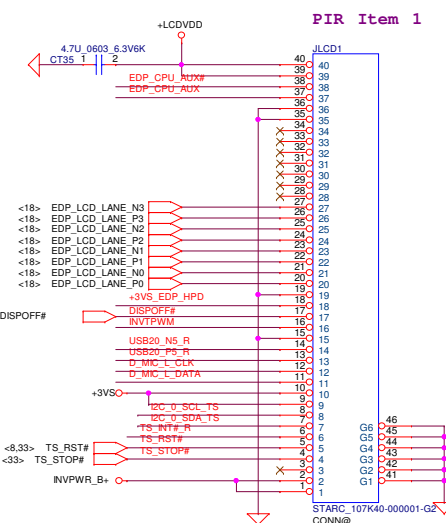 PIR Item 1
+LCDVDD
JLCD1
4.7U_0603_6.3V6K
CT35 1 2
40 40
EDP_CPU_AUX# 39 39
EDP_CPU_AUX 38 38
37 37
36 36
35 35
34 34
33 33
32 32
31 31
30 30
29 29
28 28
<18> EDP_LCD_LANE_N3 27 27
<18> EDP_LCD_LANE_P3 26 26
<18> EDP_LCD_LANE_N2 25 25
<18> EDP_LCD_LANE_P2 24 24
<18> EDP_LCD_LANE_N1 23 23
<18> EDP_LCD_LANE_P1 22 22
<18> EDP_LCD_LANE_N0 21 21
<18> EDP_LCD_LANE_P0 20 20
19 19
+3VS_EDP_HPD 18 18
DISPOFF# DISPOFF# 17 17
INVTPWM 16 16
15 15
USB20_N5_R 14 14
USB20_P5_R 13 13
D_MIC_L_CLK 12 12
D_MIC_L_DATA 11 11
+3VS 10 10
9 9
I2C_0_SCL_TS 8 8
I2C_0_SDA_TS 7 7 G6 46
TS_INT#_R 6 6 G5 45
<8,33> TS_RST# TS_RST# 5 5 G4 44
<33> TS_STOP# TS_STOP# 4 4 G3 43
3 3 G2 42
INVPWR_B+ 2 2 G1 41
1 1
STARC_107K40-000001-G2
CONN@